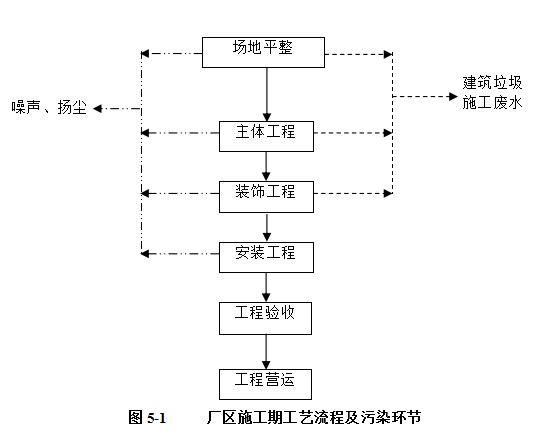 场地平整
建筑垃圾
施工废水
噪声、扬尘
主体工程
装饰工程
安装工程
工程验收
工程营运
图 5-1 厂区施工期工艺流程及污染环节